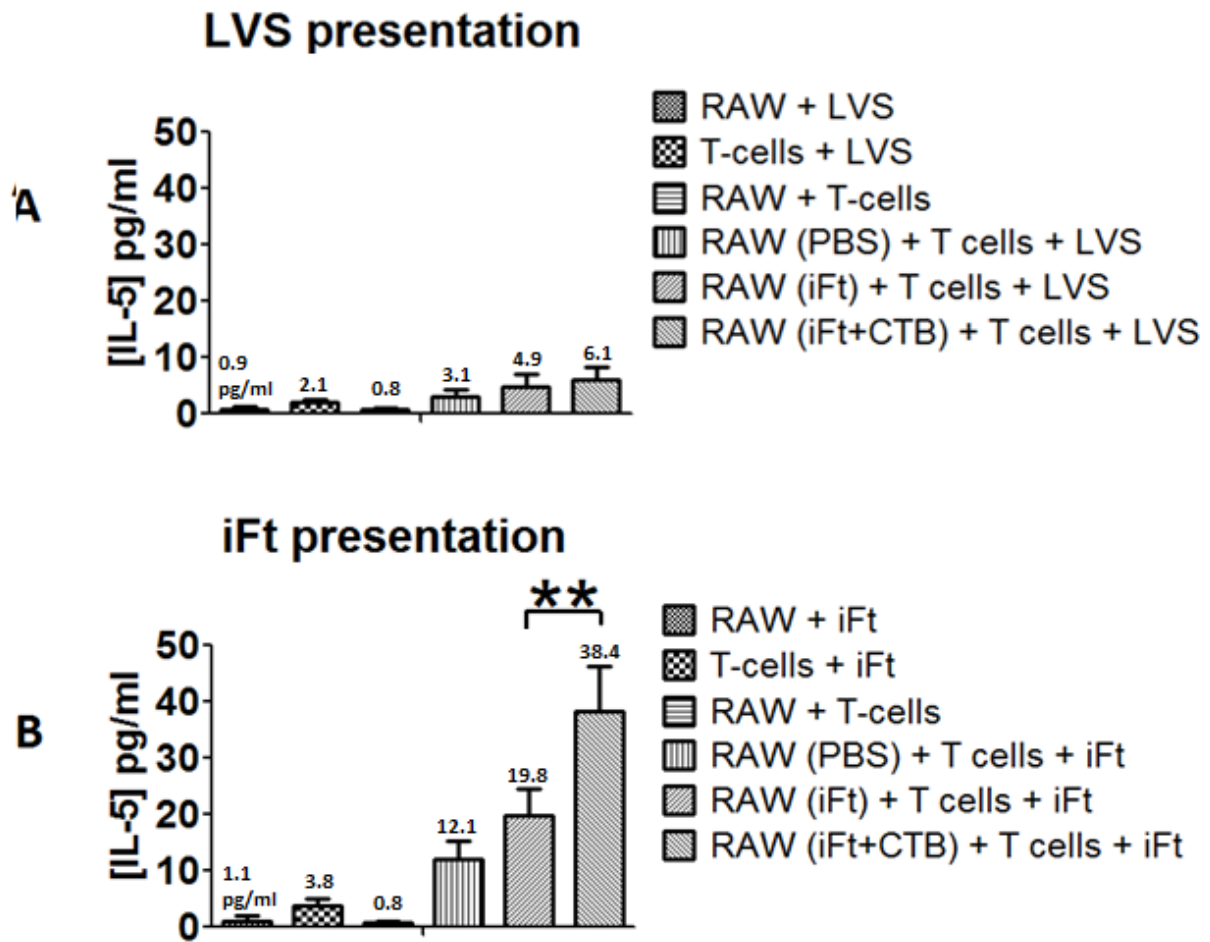 LVS presentation
A
[IL-5] pg/ml
50
40
30
20
10
0
0.9
pg/ml
2.1
0.8
3.1
4.9
6.1
RAW + LVS
T-cells + LVS
RAW + T-cells
RAW (PBS) + T cells + LVS
RAW (iFt) + T cells + LVS
RAW (iFt+CTB) + T cells + LVS
iFt presentation
B
[IL-5] pg/ml
50
40
30
20
10
0
1.1
pg/ml
3.8
0.8
12.1
19.8
38.4
**
RAW + iFt
T-cells + iFt
RAW + T-cells
RAW (PBS) + T cells + iFt
RAW (iFt) + T cells + iFt
RAW (iFt+CTB) + T cells + iFt